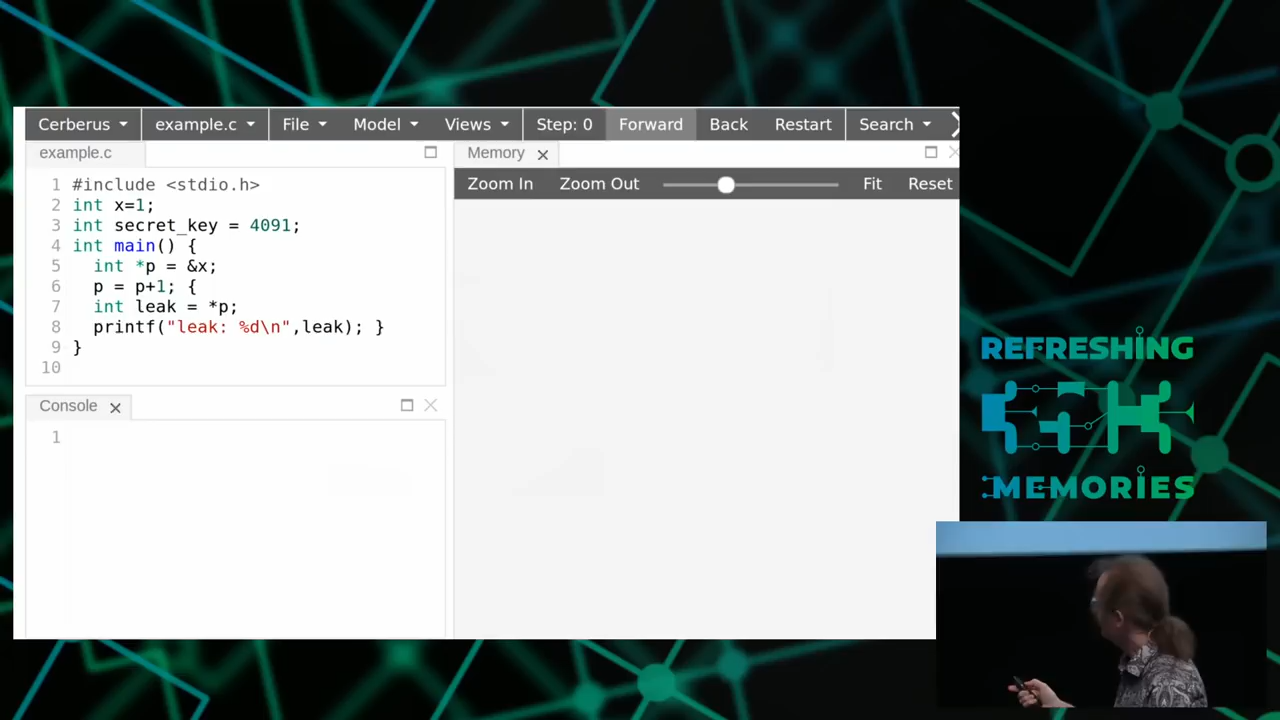 Cerberus example.c File Model Views Step: 0 Forward Back Restart Search
example.c
Memory
Zoom In Zoom Out Fit Reset
1 #include <stdio.h>
2 int x=1;
3 int secret_key = 4091;
4 int main() {
5 int *p = &x;
6 p = p+1; {
7 int leak = *p;
8 printf("leak: %d\n",leak); }
9 }
10
Console
1
REFRESHING
MEMORIES